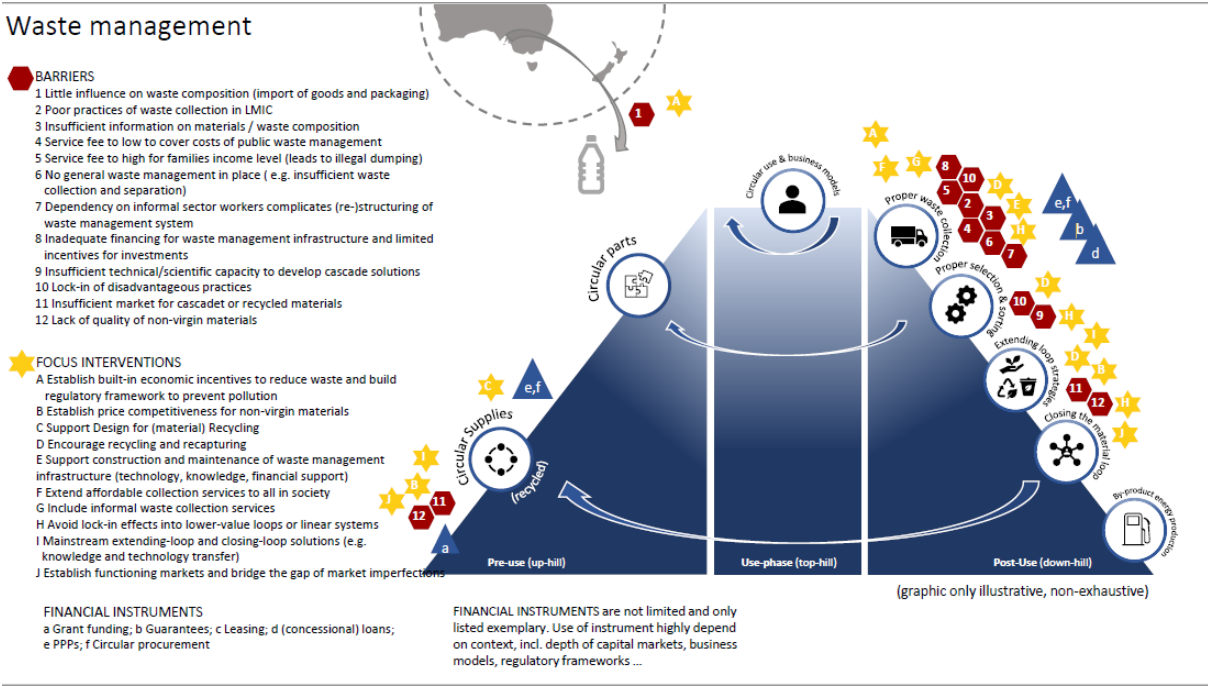 Waste management
BARRIERS
1 Little influence on waste composition (import of goods and packaging)
2 Poor practices of waste collection in LMIC
3 Insufficient information on materials / waste composition
4 Service fee to low to cover costs of public waste management
5 Service fee to high for families income level (leads to illegal dumping)
6 No general waste management in place ( e.g. insufficient waste
collection and separation)
7 Dependency on informal sector workers complicates (re-)structuring of
waste management system
8 Inadequate financing for waste management infrastructure and limited
incentives for investments
9 Insufficient technical/scientific capacity to develop cascade solutions
10 Lock-in of disadvantageous practices
11 Insufficient market for cascadet or recycled materials
12 Lack of quality of non-virgin materials
FOCUS INTERVENTIONS
A Establish built-in economic incentives to reduce waste and build
regulatory framework to prevent pollution
B Establish price competitiveness for non-virgin materials
C Support Design for (material) Recycling
D Encourage recycling and recapturing
E Support construction and maintenance of waste management
infrastructure (technology, knowledge, financial support)
F Extend affordable collection services to all in society
G Include informal waste collection services
H Avoid lock-in effects into lower-value loops or linear systems
I Mainstream extending-loop and closing-loop solutions (e.g.
knowledge and technology transfer)
J Establish functioning markets and bridge the gap of market imperfections
FINANCIAL INSTRUMENTS
a Grant funding; b Guarantees; c Leasing; d (concessional) loans;
e PPPs; f Circular procurement
FINANCIAL INSTRUMENTS are not limited and only
listed exemplary. Use of instrument highly depend
on context, incl. depth of capital markets, business
models, regulatory frameworks ...
1
A
Circular use & business models
Circular parts
C
e,f
Circular Supplies
(recycled)
I
B
J
11
12
a
A
F
G
8
10
D
5
2
E
3
4
H
6
7
e,f
b
d
Proper waste collection
Proper selection & sorting
10
D
9
H
I
Extending loop strategies
D
B
11
12
H
J
Closing the material loop
By-product energy production
Pre-use (up-hill)
Use-phase (top-hill)
Post-Use (down-hill)
(graphic only illustrative, non-exhaustive)